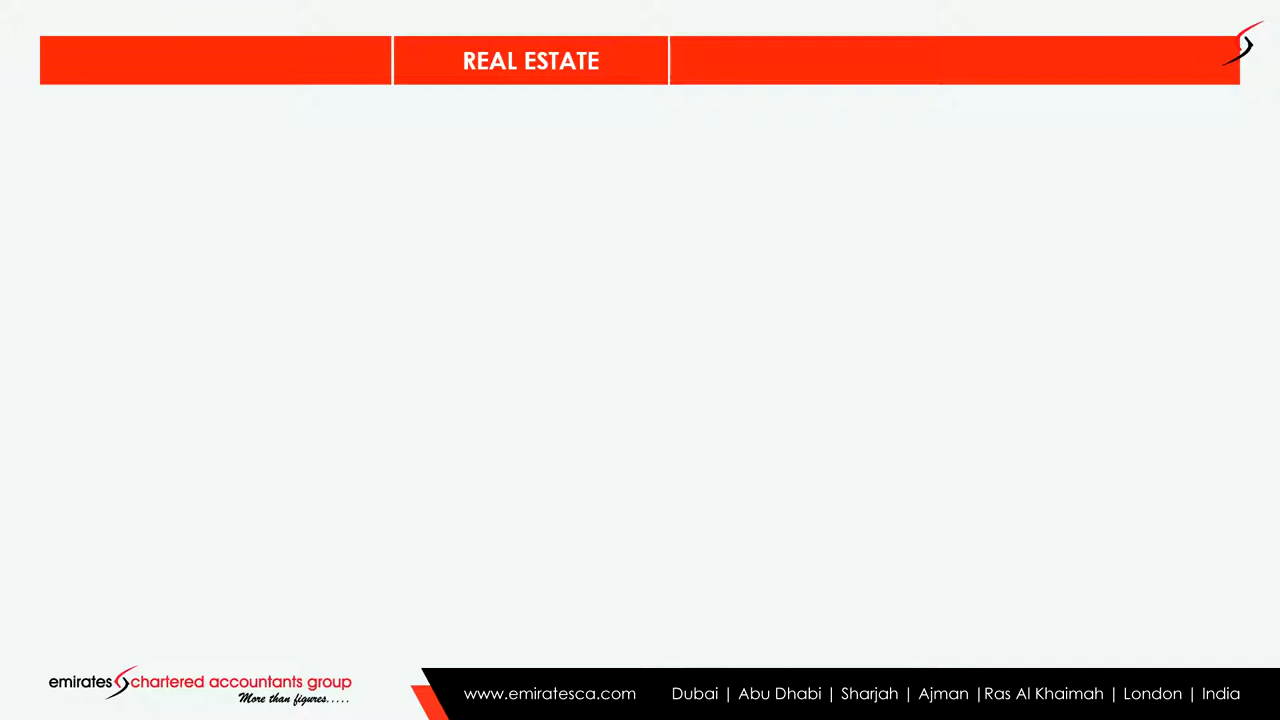 REAL ESTATE
emirates chartered accountants group
More than figures.....
www.emiratesca.com Dubai | Abu Dhabi | Sharjah | Ajman |Ras Al Khaimah | London | India